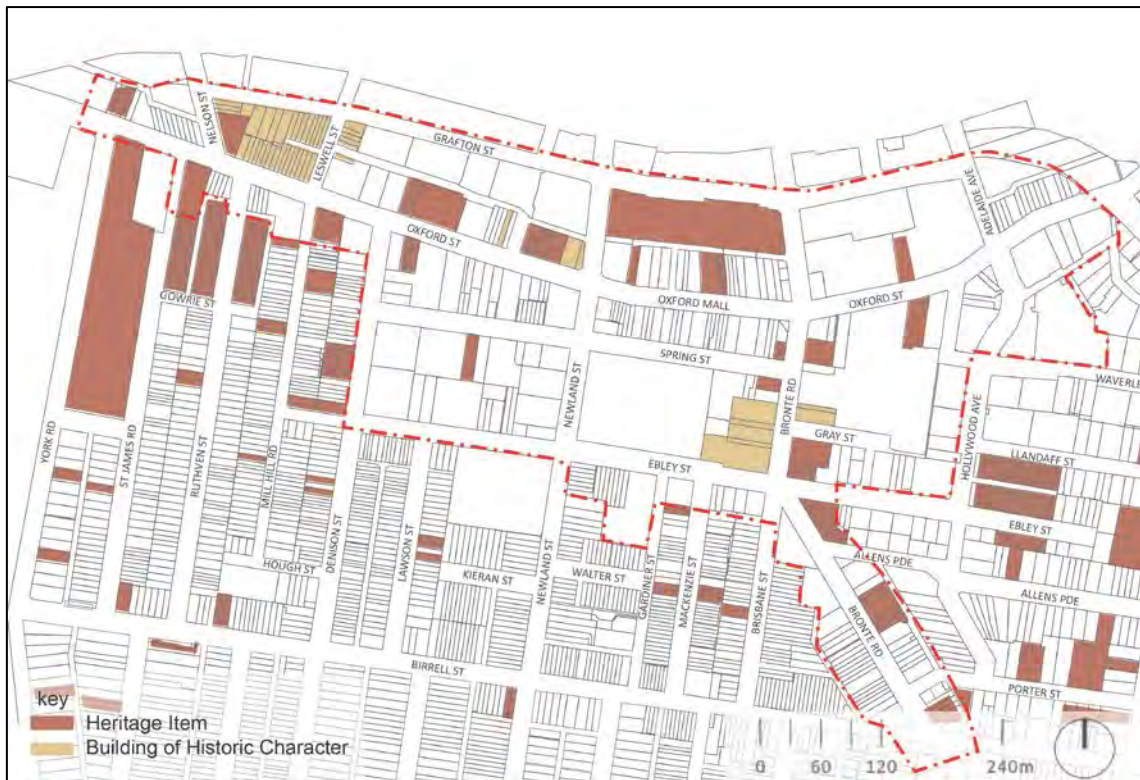 NELSON ST
LESWELL ST
GRAFTON ST
ADELAIDE AVE
OXFORD ST
GOWRIE ST
OXFORD MALL
OXFORD ST
SPRING ST
NEWLAND ST
BRONTE RD
WAVERLE
HOLLYWOOD AVE
GRAY ST
LLANDAFF ST
YORK RD
ST JAMES RD
RUTHVEN ST
MILL HILL RD
EBLEY ST
EBLEY ST
DENISON ST
LAWSON ST
HOUGH ST
KIERAN ST
NEWLAND ST
WALTER ST
GARDINER ST
MACKENZIE ST
BRISBANE ST
ALLENS PDE
ALLENS PDE
BRONTE RD
BIRRELL ST
PORTER ST
key
Heritage Item
Building of Historic Character
0 60 120 240m